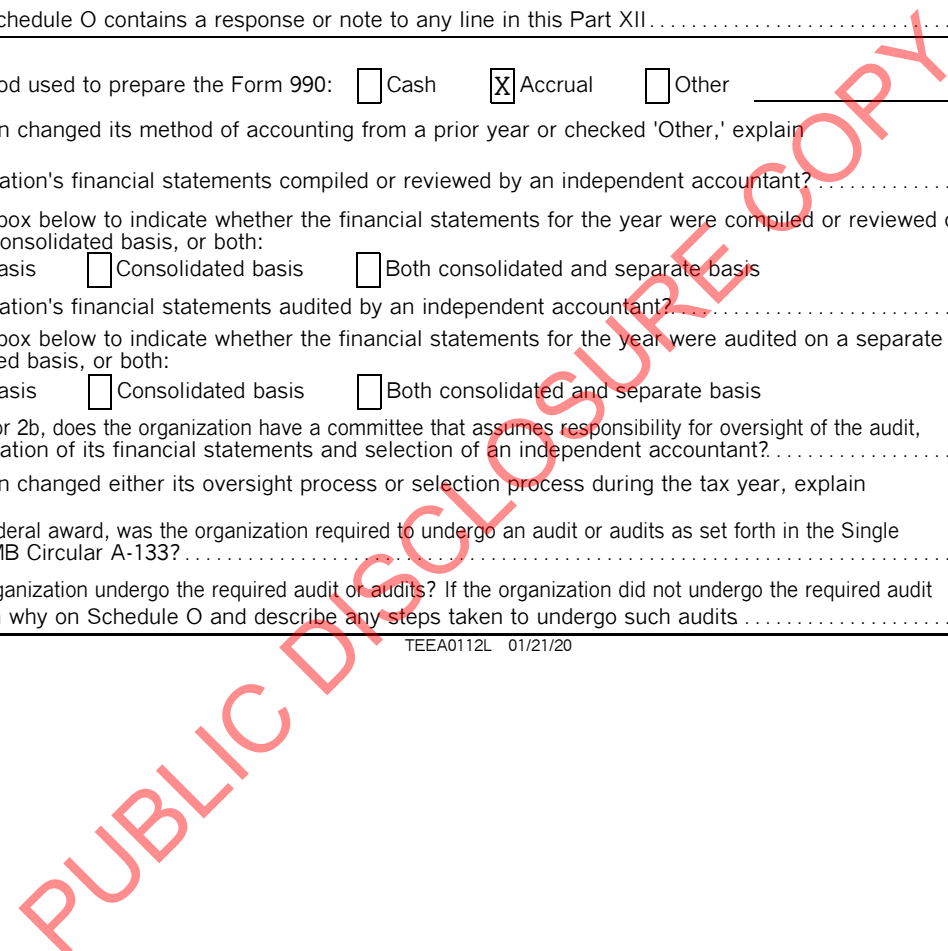 chedule O contains a response or note to any line in this Part XII
od used to prepare the Form 990: Cash X Accrual Other
n changed its method of accounting from a prior year or checked 'Other,' explain
ation's financial statements compiled or reviewed by an independent accountant?
box below to indicate whether the financial statements for the year were compiled or reviewed
onsolidated basis, or both:
asis Consolidated basis Both consolidated and separate basis
ation's financial statements audited by an independent accountant?
box below to indicate whether the financial statements for the year were audited on a separate
ed basis, or both:
asis Consolidated basis Both consolidated and separate basis
or 2b, does the organization have a committee that assumes responsibility for oversight of the audit,
ation of its financial statements and selection of an independent accountant?
n changed either its oversight process or selection process during the tax year, explain
deral award, was the organization required to undergo an audit or audits as set forth in the Single
MB Circular A-133?
ganization undergo the required audit or audits? If the organization did not undergo the required audit
why on Schedule O and describe any steps taken to undergo such audits
TEEA0112L 01/21/20
PUBLIC DISCLOSURE COPY